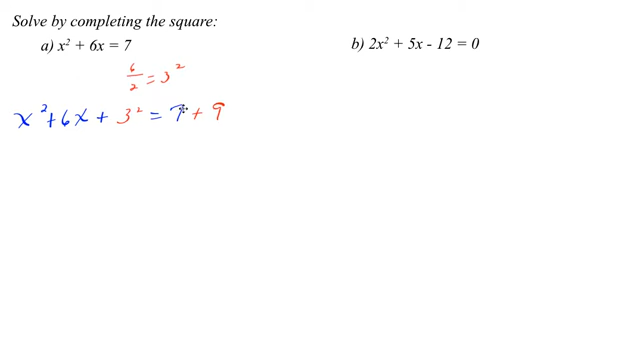 Solve by completing the square:
a) x² + 6x = 7
b) 2x² + 5x - 12 = 0
6/2 = 3²
x² + 6x + 3² = 7 + 9